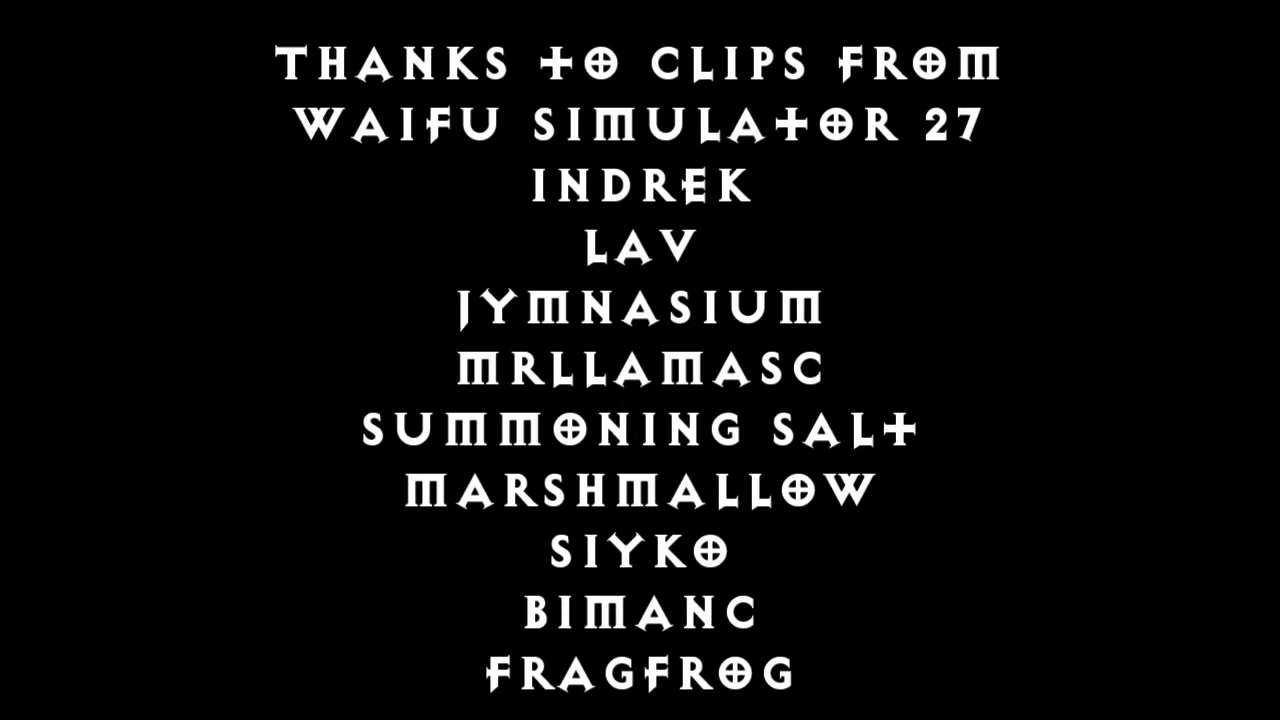 THANKS TO CLIPS FROM
WAIFU SIMULATOR 27
INDREK
LAV
JYMNASIUM
MRLLAMASC
SUMMONING SALT
MARSHMALLOW
SIYKO
BIMANC
FRAGFROG